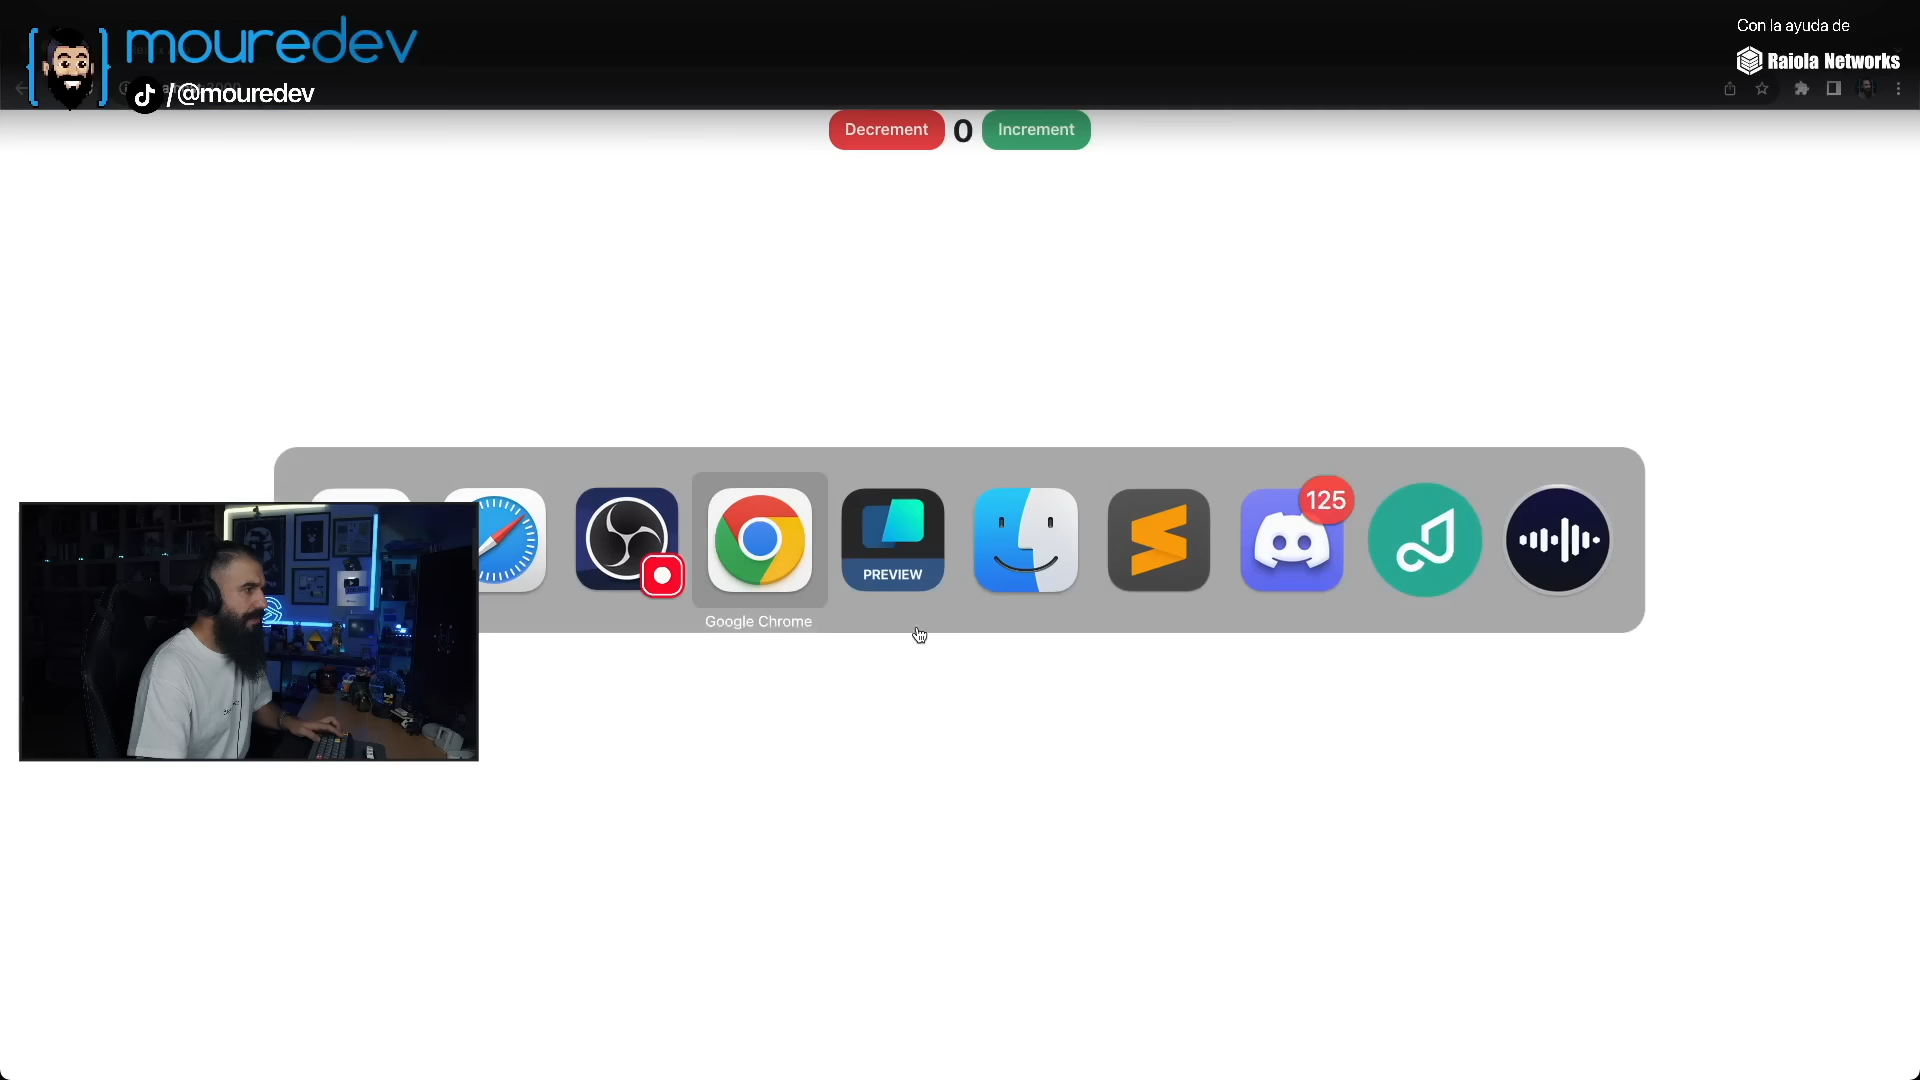 mouredev
/@mouredev
Con la ayuda de
Raiola Networks
Decrement 0 Increment
125
PREVIEW
Google Chrome